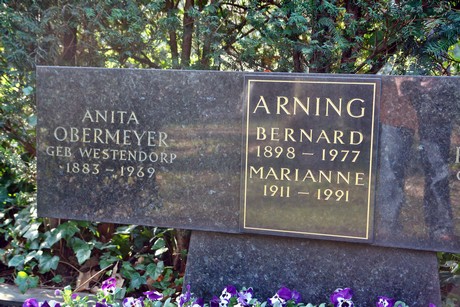 ANITA
OBERMEYER
GEB WESTENDORP
1883 – 1969
ARNING
BERNARD
1898 – 1977
MARIANNE
1911 – 1991